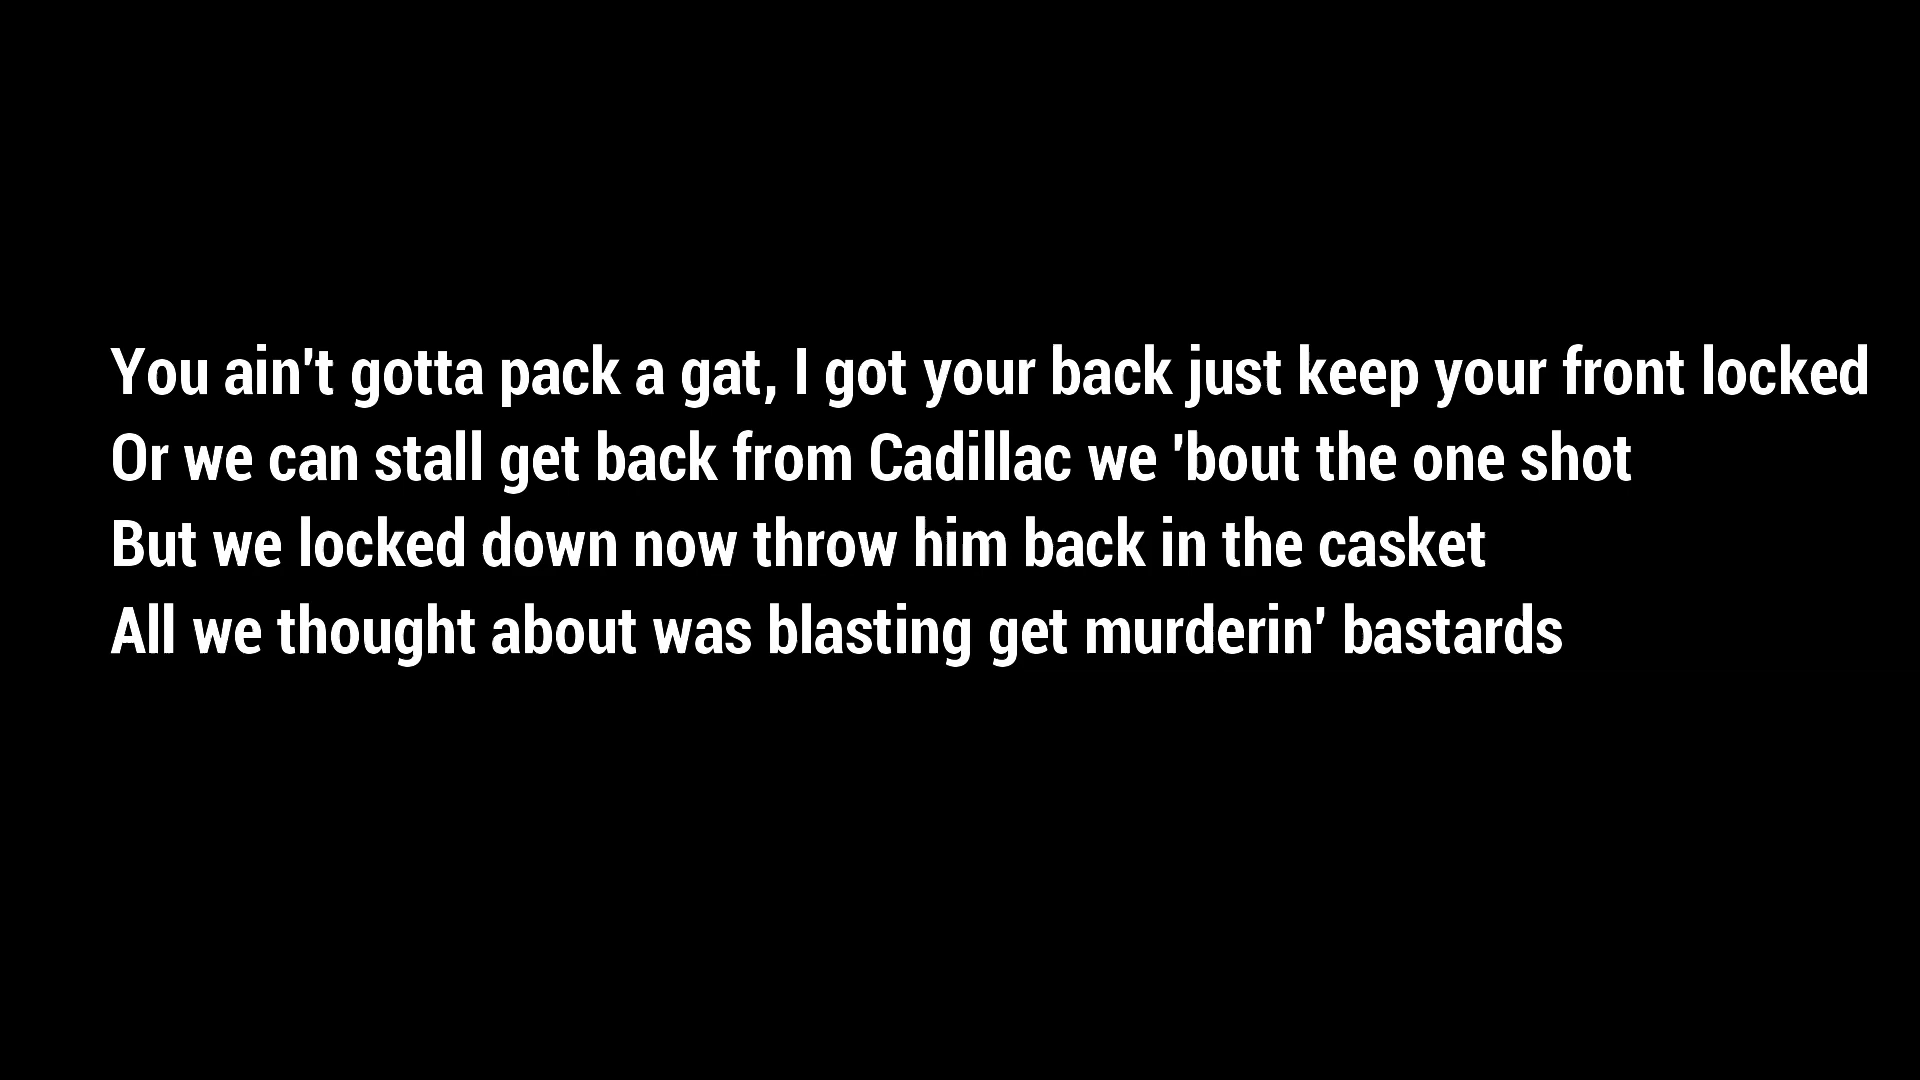 You ain't gotta pack a gat, I got your back just keep your front locked
Or we can stall get back from Cadillac we 'bout the one shot
But we locked down now throw him back in the casket
All we thought about was blasting get murderin' bastards